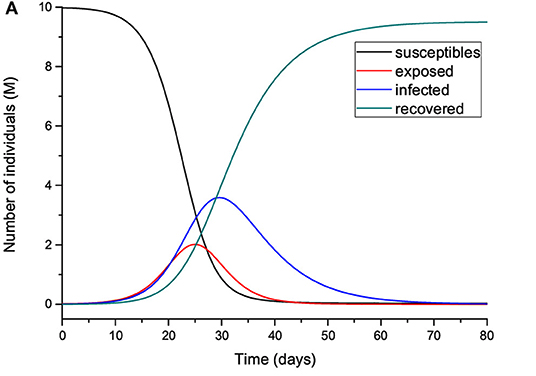 A
Number of individuals (M)
10
8
6
4
2
0
susceptibles
exposed
infected
recovered
0 10 20 30 40 50 60 70 80
Time (days)